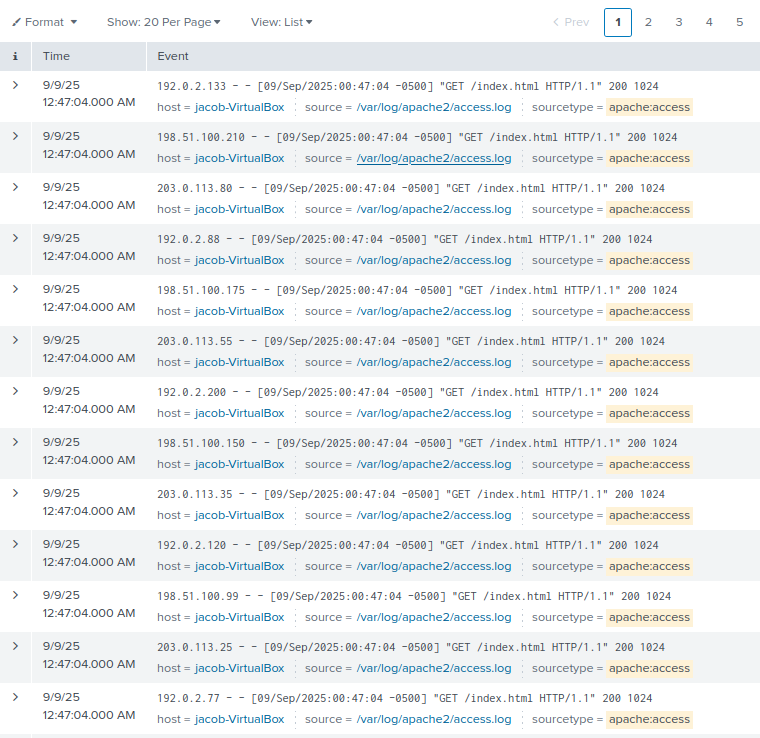 Format Show: 20 Per Page View: List Prev 1 2 3 4 5
i Time Event
9/9/25 192.0.2.133 - - [09/Sep/2025:00:47:04 -0500] "GET /index.html HTTP/1.1" 200 1024
12:47:04.000 AM host = jacob-VirtualBox source = /var/log/apache2/access.log sourcetype = apache:access
9/9/25 198.51.100.210 - - [09/Sep/2025:00:47:04 -0500] "GET /index.html HTTP/1.1" 200 1024
12:47:04.000 AM host = jacob-VirtualBox source = /var/log/apache2/access.log sourcetype = apache:access
9/9/25 203.0.113.80 - - [09/Sep/2025:00:47:04 -0500] "GET /index.html HTTP/1.1" 200 1024
12:47:04.000 AM host = jacob-VirtualBox source = /var/log/apache2/access.log sourcetype = apache:access
9/9/25 192.0.2.88 - - [09/Sep/2025:00:47:04 -0500] "GET /index.html HTTP/1.1" 200 1024
12:47:04.000 AM host = jacob-VirtualBox source = /var/log/apache2/access.log sourcetype = apache:access
9/9/25 198.51.100.175 - - [09/Sep/2025:00:47:04 -0500] "GET /index.html HTTP/1.1" 200 1024
12:47:04.000 AM host = jacob-VirtualBox source = /var/log/apache2/access.log sourcetype = apache:access
9/9/25 203.0.113.55 - - [09/Sep/2025:00:47:04 -0500] "GET /index.html HTTP/1.1" 200 1024
12:47:04.000 AM host = jacob-VirtualBox source = /var/log/apache2/access.log sourcetype = apache:access
9/9/25 192.0.2.200 - - [09/Sep/2025:00:47:04 -0500] "GET /index.html HTTP/1.1" 200 1024
12:47:04.000 AM host = jacob-VirtualBox source = /var/log/apache2/access.log sourcetype = apache:access
9/9/25 198.51.100.150 - - [09/Sep/2025:00:47:04 -0500] "GET /index.html HTTP/1.1" 200 1024
12:47:04.000 AM host = jacob-VirtualBox source = /var/log/apache2/access.log sourcetype = apache:access
9/9/25 203.0.113.35 - - [09/Sep/2025:00:47:04 -0500] "GET /index.html HTTP/1.1" 200 1024
12:47:04.000 AM host = jacob-VirtualBox source = /var/log/apache2/access.log sourcetype = apache:access
9/9/25 192.0.2.120 - - [09/Sep/2025:00:47:04 -0500] "GET /index.html HTTP/1.1" 200 1024
12:47:04.000 AM host = jacob-VirtualBox source = /var/log/apache2/access.log sourcetype = apache:access
9/9/25 198.51.100.99 - - [09/Sep/2025:00:47:04 -0500] "GET /index.html HTTP/1.1" 200 1024
12:47:04.000 AM host = jacob-VirtualBox source = /var/log/apache2/access.log sourcetype = apache:access
9/9/25 203.0.113.25 - - [09/Sep/2025:00:47:04 -0500] "GET /index.html HTTP/1.1" 200 1024
12:47:04.000 AM host = jacob-VirtualBox source = /var/log/apache2/access.log sourcetype = apache:access
9/9/25 192.0.2.77 - - [09/Sep/2025:00:47:04 -0500] "GET /index.html HTTP/1.1" 200 1024
12:47:04.000 AM host = jacob-VirtualBox source = /var/log/apache2/access.log sourcetype = apache:access